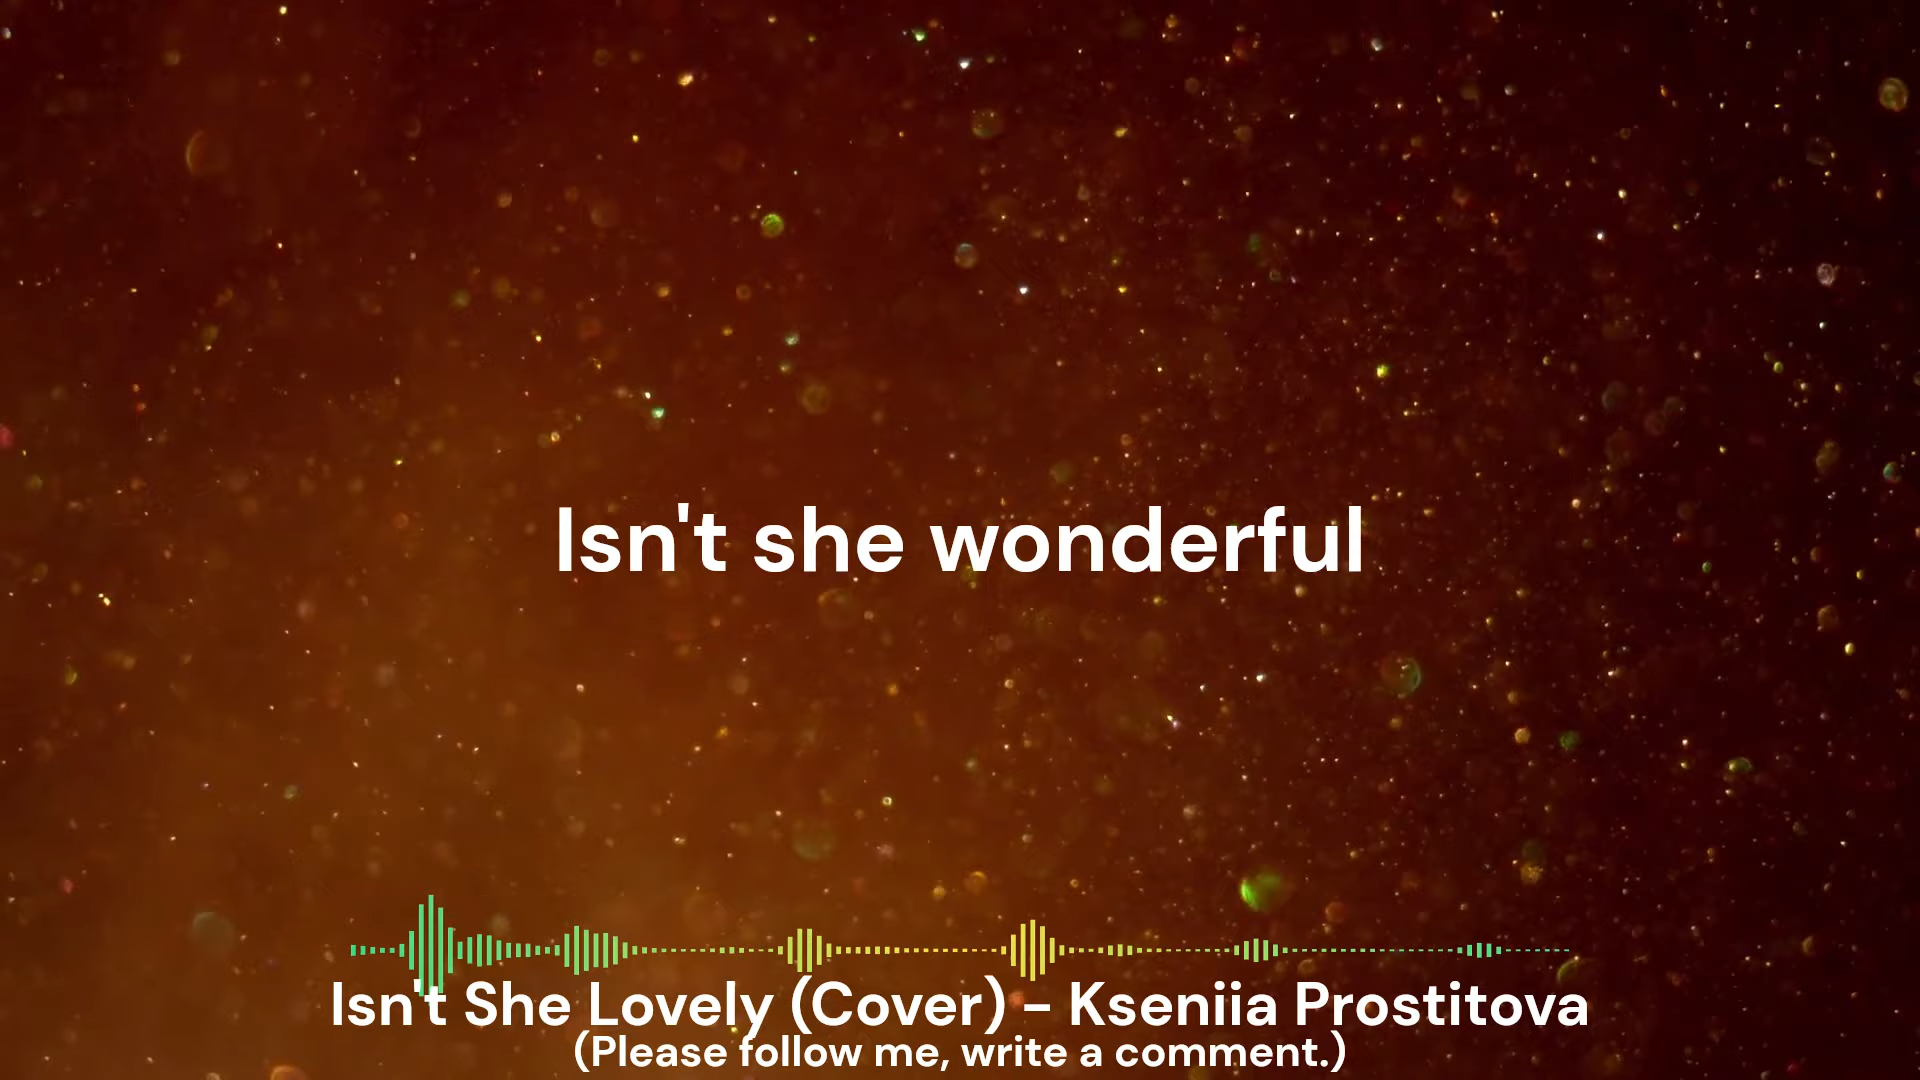 Isn't she wonderful
Isn't She Lovely (Cover) – Kseniia Prostitova
(Please follow me, write a comment.)